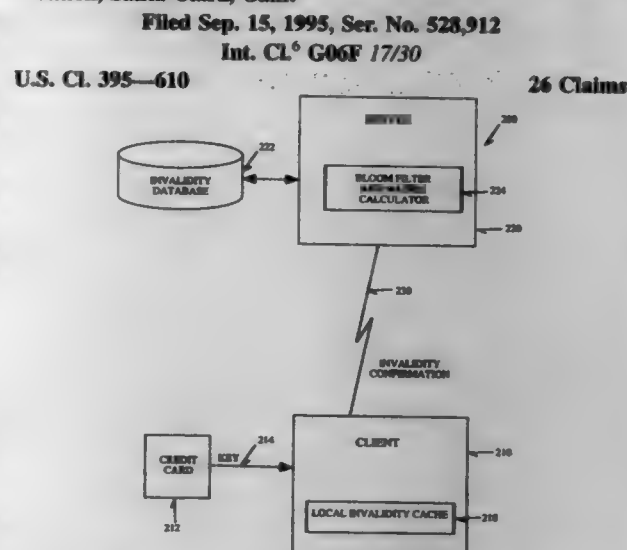 Filed Sep. 15, 1995, Ser. No. 528,912
Int. Cl.⁶ G06F 17/30
U.S. Cl. 395—610
26 Claims
200
222
INVALIDITY
DATABASE
BLOOM FILTER
CALCULATOR
224
220
230
INVALIDITY
CONFIRMATION
CLIENT
214
210
CREDIT
CARD
KEY
LOCAL INVALIDITY CACHE
218
212